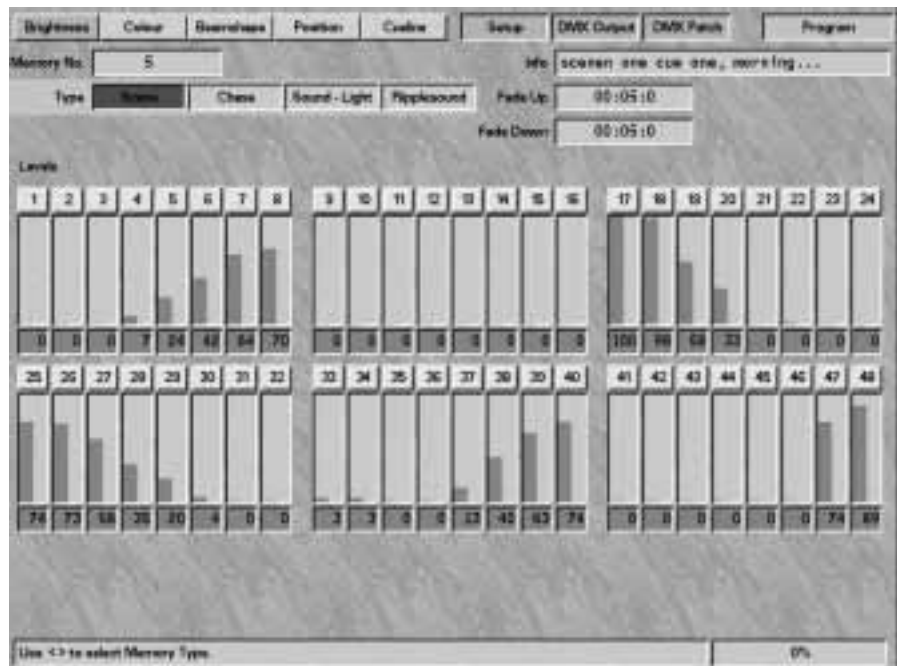 Brightness Colour Beamshape Position Cueline Setup DMX Output DMX Patch Program
Memory No. 5 Info scenen one cue one, morning...
Type Scene Chase Sound - Light Ripplesound Fade Up 00:05:0
Fade Down 00:05:0
Levels
1 2 3 4 5 6 7 8 9 10 11 12 13 14 15 16 17 18 19 20 21 22 23 24
0 0 0 7 24 42 64 70 0 0 0 0 0 0 0 0 100 98 33 0 0 0 0
25 26 27 28 29 30 31 32 33 34 35 36 37 38 39 40 41 42 43 44 45 46 47 48
74 73 58 35 20 4 0 0 3 3 0 0 13 42 63 74 0 0 0 0 0 0 74 89
Use <> to select Memory Type. 0%